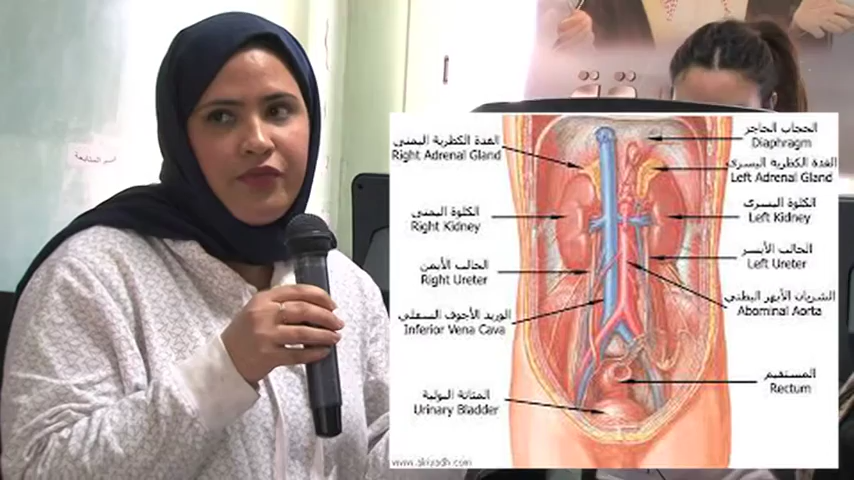 الغدة الكظرية اليمنى
Right Adrenal Gland
الكلوة اليمنى
Right Kidney
الحالب الأيمن
Right Ureter
الوريد الأجوف السفلي
Inferior Vena Cava
المثانة البولية
Urinary Bladder
الحجاب الحاجز
Diaphragm
الغدة الكظرية اليسرى
Left Adrenal Gland
الكلوة اليسرى
Left Kidney
الحالب الأيسر
Left Ureter
الشريان الأبهر البطني
Abominal Aorta
المستقيم
Rectum
www.alriyadh.com